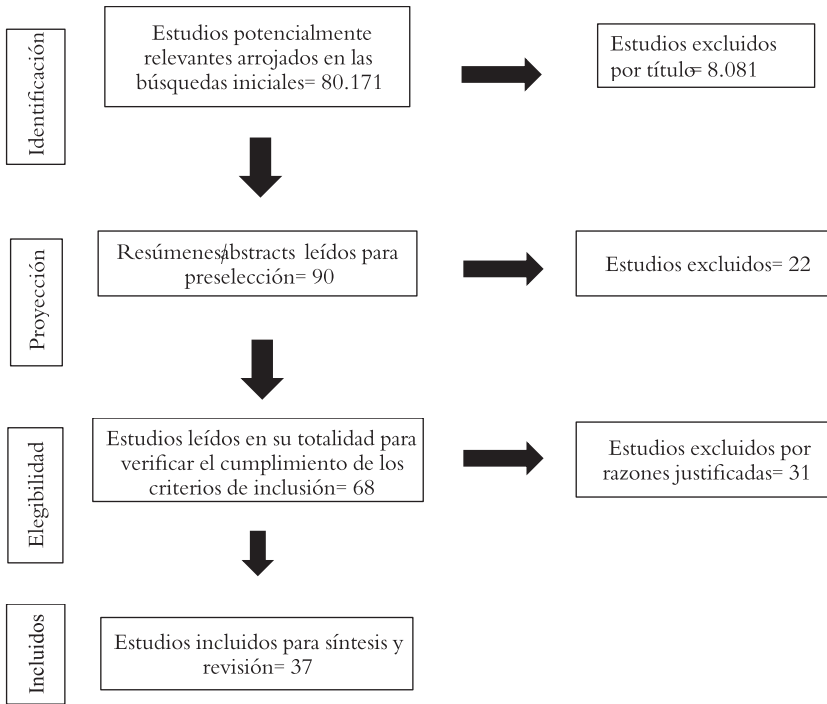 Identificación
Estudios potencialmente
relevantes arrojados en las
búsquedas iniciales= 80.171
Estudios excluidos
por título= 8.081
Proyección
Resúmenes/abstracts leídos para
preselección= 90
Estudios excluidos= 22
Elegibilidad
Estudios leídos en su totalidad para
verificar el cumplimiento de los
criterios de inclusión= 68
Estudios excluidos por
razones justificadas= 31
Incluidos
Estudios incluidos para síntesis y
revisión= 37